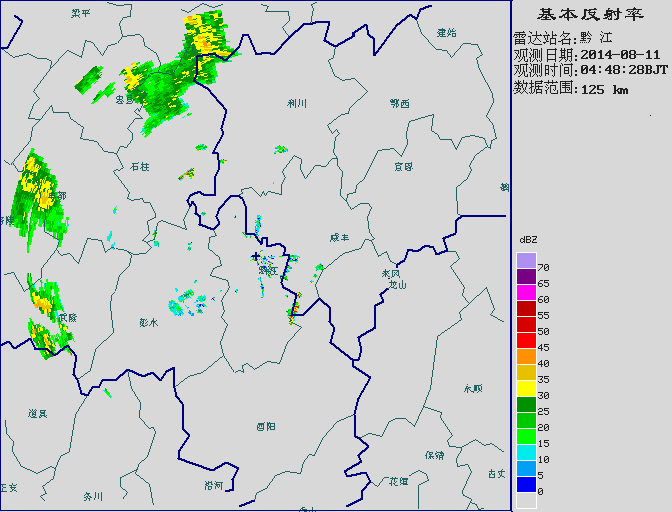 基本反射率
雷达站名:黔 江
观测日期:2014-08-11
观测时间:04:48:28BJT
数据范围:125 km
梁平
建始
忠县
利川
鄂西
石柱
宣恩
丰都
咸丰
黔江
来凤
龙山
武隆
彭水
道真
酉阳
永顺
保靖
吉文
花垣
正安
务川
沿河
dBZ
70
65
60
55
50
45
40
35
30
25
20
15
10
5
0